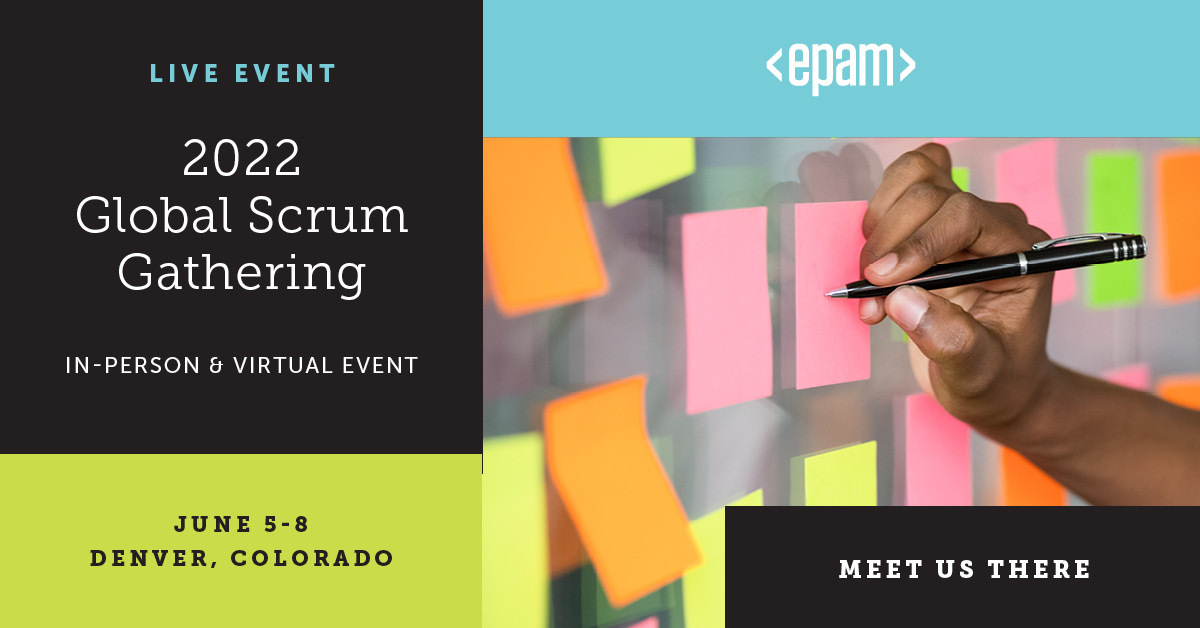 LIVE EVENT
2022
Global Scrum
Gathering
IN-PERSON & VIRTUAL EVENT
JUNE 5-8
DENVER, COLORADO
<epam>
MEET US THERE